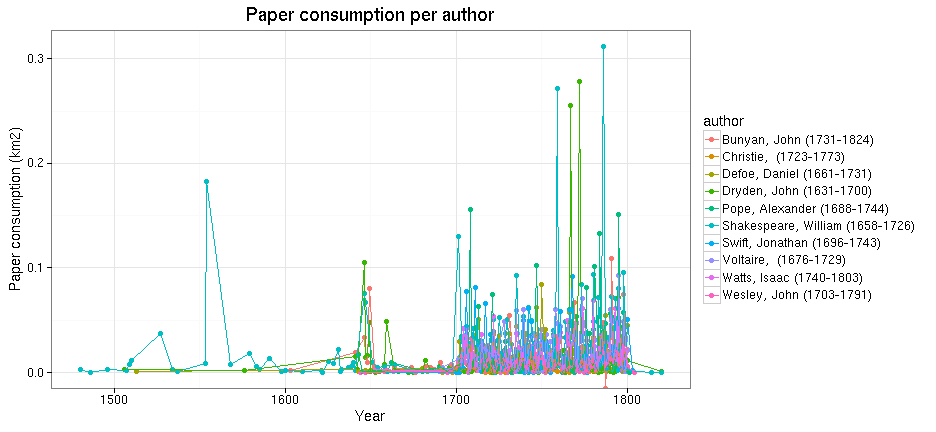 Paper consumption per author
Paper consumption (km2)
0.3
0.2
0.1
0.0
1500 1600 1700 1800
Year
author
Bunyan, John (1731-1824)
Christie,  (1723-1773)
Defoe, Daniel (1661-1731)
Dryden, John (1631-1700)
Pope, Alexander (1688-1744)
Shakespeare, William (1658-1726)
Swift, Jonathan (1696-1743)
Voltaire,  (1676-1729)
Watts, Isaac (1740-1803)
Wesley, John (1703-1791)